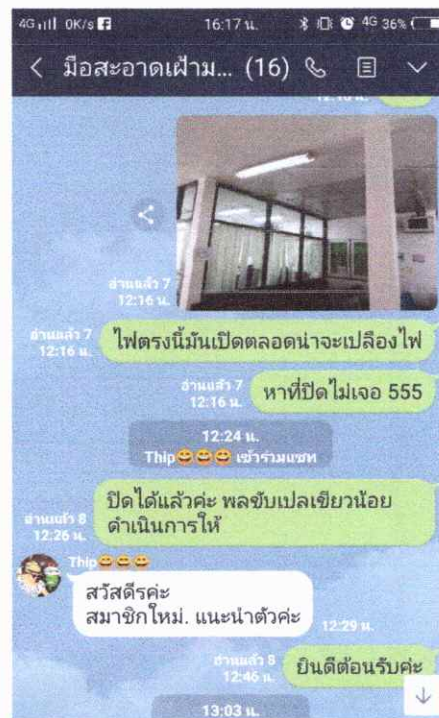 4G 0K/s 16:17 น. 4G 36%
มือสะอาดเฝ้าม... (16)
12:16 น.
อ่านแล้ว 7
12:16 น.
ไฟตรงนี้มันเปิดตลอดน่าจะเปลืองไฟ
อ่านแล้ว 7
12:16 น.
หาที่ปิดไม่เจอ 555
อ่านแล้ว 7
12:16 น.
12:24 น.
Thip😄😄😄 เข้าร่วมแชท
ปิดได้แล้วค่ะ พลขับเปลเขียวน้อย
ดำเนินการให้
อ่านแล้ว 8
12:26 น.
Thip😄😄😄
สวัสดีรค่ะ
สมาชิกใหม่. แนะนำตัวค่ะ
12:29 น.
ยินดีต้อนรับค่ะ
อ่านแล้ว 8
12:46 น.
13:03 น.